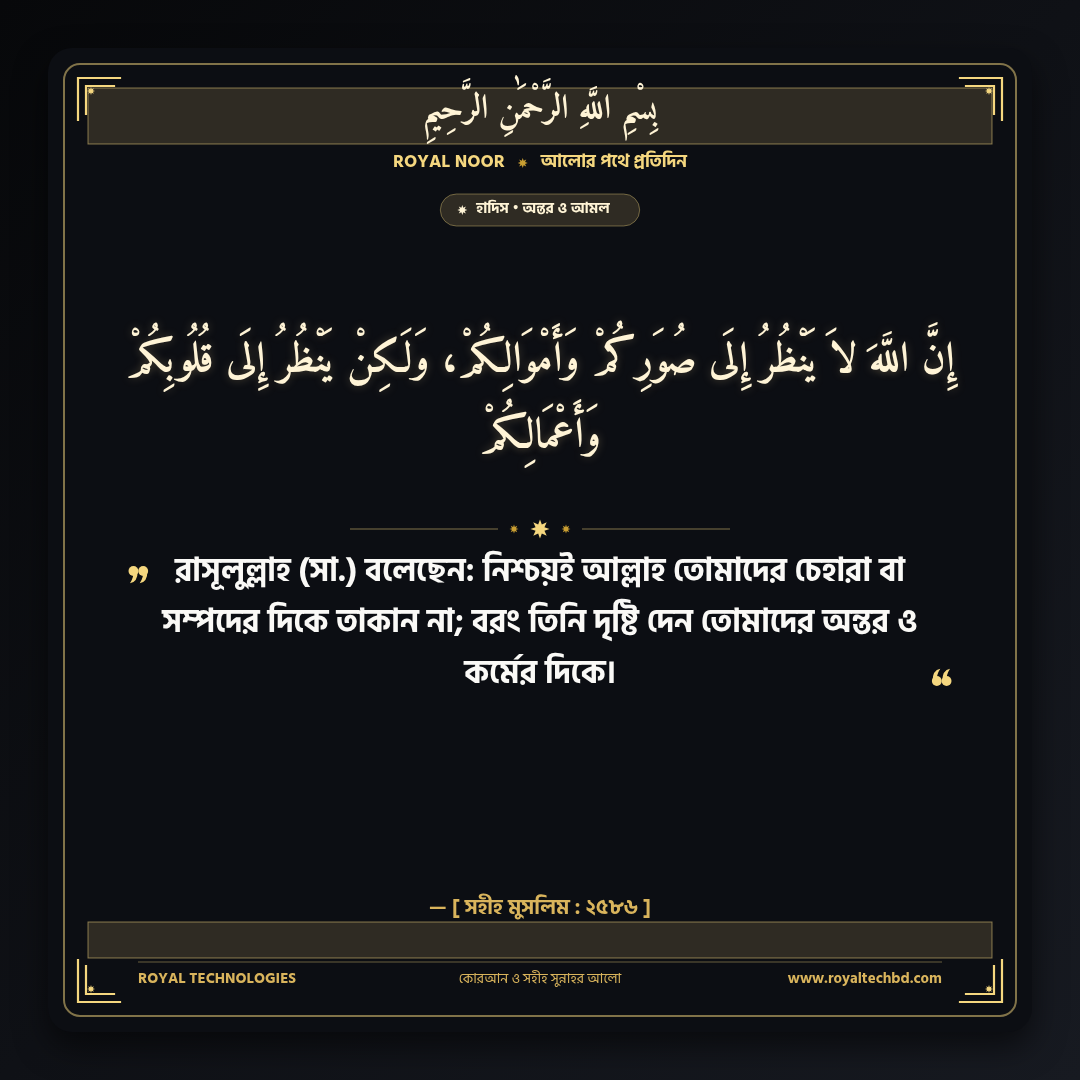 بِسْمِ اللَّهِ الرَّحْمَٰنِ الرَّحِيمِ
ROYAL NOOR ✷ আলোর পথে প্রতিদিন
✷ হাদিস • অন্তর ও আমল
إِنَّ اللَّهَ لاَ يَنْظُرُ إِلَى صُوَرِكُمْ وَأَمْوَالِكُمْ، وَلَكِنْ يَنْظُرُ إِلَى قُلُوبِكُمْ
وَأَعْمَالِكُمْ
❞ রাসূলুল্লাহ (সা.) বলেছেন: নিশ্চয়ই আল্লাহ তোমাদের চেহারা বা
সম্পদের দিকে তাকান না; বরং তিনি দৃষ্টি দেন তোমাদের অন্তর ও
কর্মের দিকে। ❝
— [ সহীহ মুসলিম : ২৫৮৬ ]
ROYAL TECHNOLOGIES কোরআন ও সহীহ সুন্নাহর আলো www.royaltechbd.com